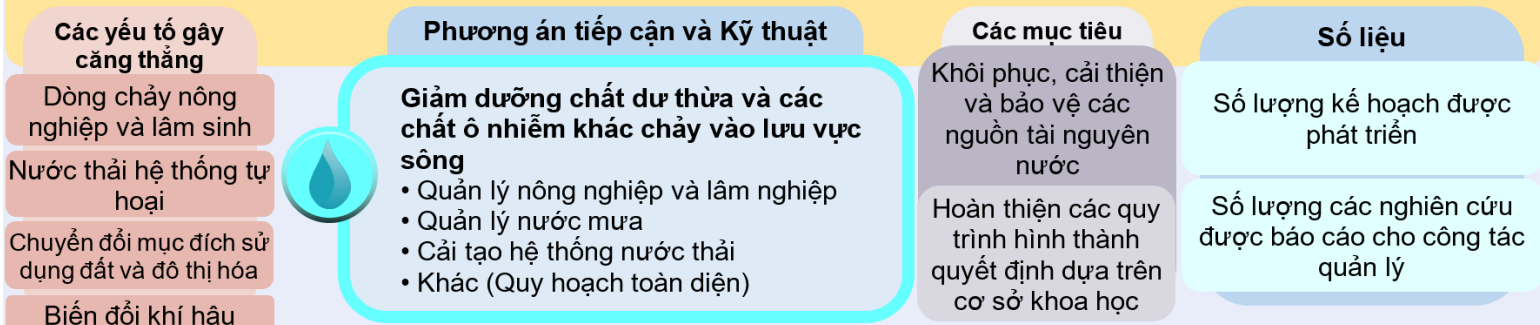 Các yếu tố gây
căng thẳng
Dòng chảy nông
nghiệp và lâm sinh
Nước thải hệ thống tự
hoại
Chuyển đổi mục đích sử
dụng đất và đô thị hóa
Biến đổi khí hậu
Phương án tiếp cận và Kỹ thuật
Giảm dưỡng chất dư thừa và các
chất ô nhiễm khác chảy vào lưu vực
sông
• Quản lý nông nghiệp và lâm nghiệp
• Quản lý nước mưa
• Cải tạo hệ thống nước thải
• Khác (Quy hoạch toàn diện)
Các mục tiêu
Khôi phục, cải thiện
và bảo vệ các
nguồn tài nguyên
nước
Hoàn thiện các quy
trình hình thành
quyết định dựa trên
cơ sở khoa học
Số liệu
Số lượng kế hoạch được
phát triển
Số lượng các nghiên cứu
được báo cáo cho công tác
quản lý